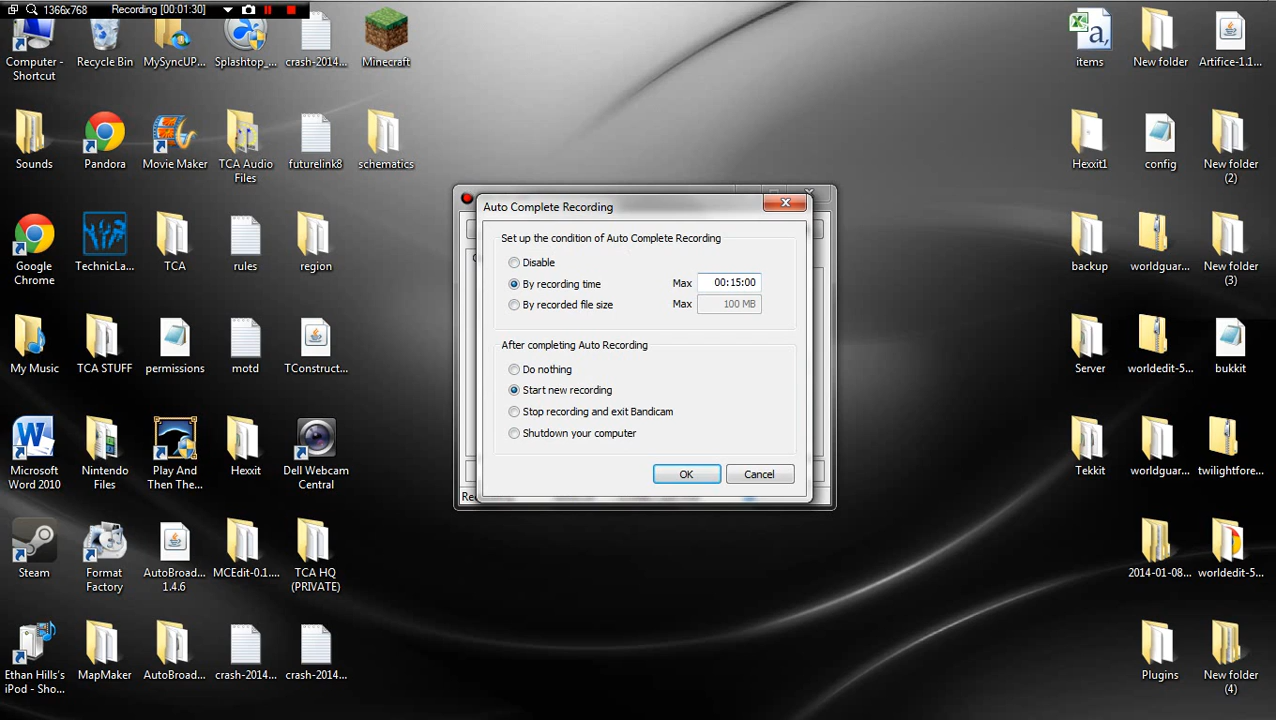 1366x768 Recording [00:01:30]
Computer - Shortcut
Recycle Bin
MySyncUP...
Splashtop_...
crash-2014...
Minecraft
items
New folder
Artifice-1.1...
Sounds
Pandora
Movie Maker
TCA Audio Files
futurelink8
schematics
Hexxit1
config
New folder (2)
Auto Complete Recording
Set up the condition of Auto Complete Recording
Disable
By recording time Max 00:15:00
By recorded file size Max 100 MB
After completing Auto Recording
Do nothing
Start new recording
Stop recording and exit Bandicam
Shutdown your computer
OK Cancel
Google Chrome
TechnicLa...
TCA
rules
region
backup
worldguar...
New folder (3)
My Music
TCA STUFF
permissions
motd
TConstruct...
Server
worldedit-5...
bukkit
Microsoft Word 2010
Nintendo Files
Play And Then The...
Hexxit
Dell Webcam Central
Tekkit
worldguar...
twilightfore...
Steam
Format Factory
AutoBroad... 1.4.6
MCEdit-0.1....
TCA HQ (PRIVATE)
2014-01-08...
worldedit-5...
Ethan Hills's iPod - Sho...
MapMaker
AutoBroad...
crash-2014...
crash-2014...
Plugins
New folder (4)